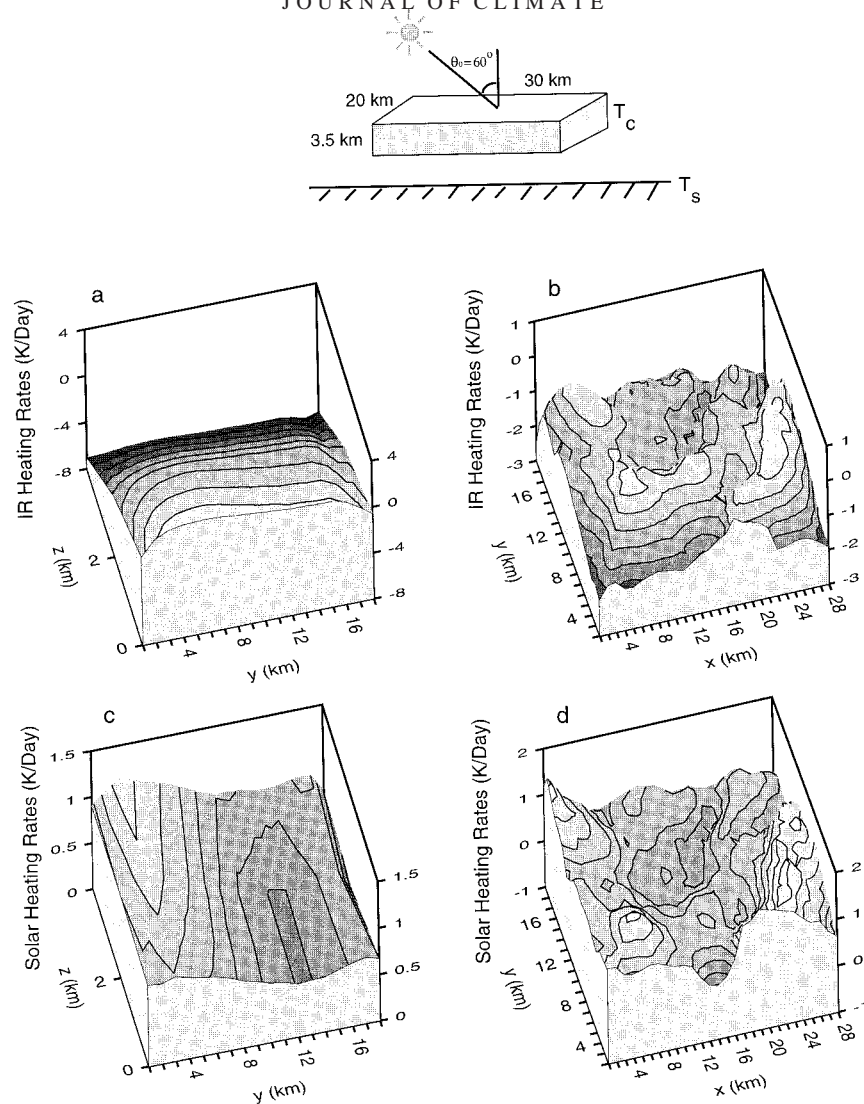 JOURNAL OF CLIMATE
θ₀=60°
20 km
30 km
3.5 km
T_c
T_s
a
IR Heating Rates (K/Day)
4
0
-4
-8
4
0
-4
-8
z (km)
2
0
4
8
12
16
y (km)
b
IR Heating Rates (K/Day)
1
0
-1
-2
-3
1
0
-1
-2
-3
16
12
8
4
y (km)
4
8
12
16
20
24
28
x (km)
c
Solar Heating Rates (K/Day)
1.5
1
0.5
0
1.5
1
0.5
0
z (km)
2
0
4
8
12
16
y (km)
d
Solar Heating Rates (K/Day)
2
1
0
-1
2
1
0
16
12
8
4
y (km)
4
8
12
16
20
24
28
x (km)